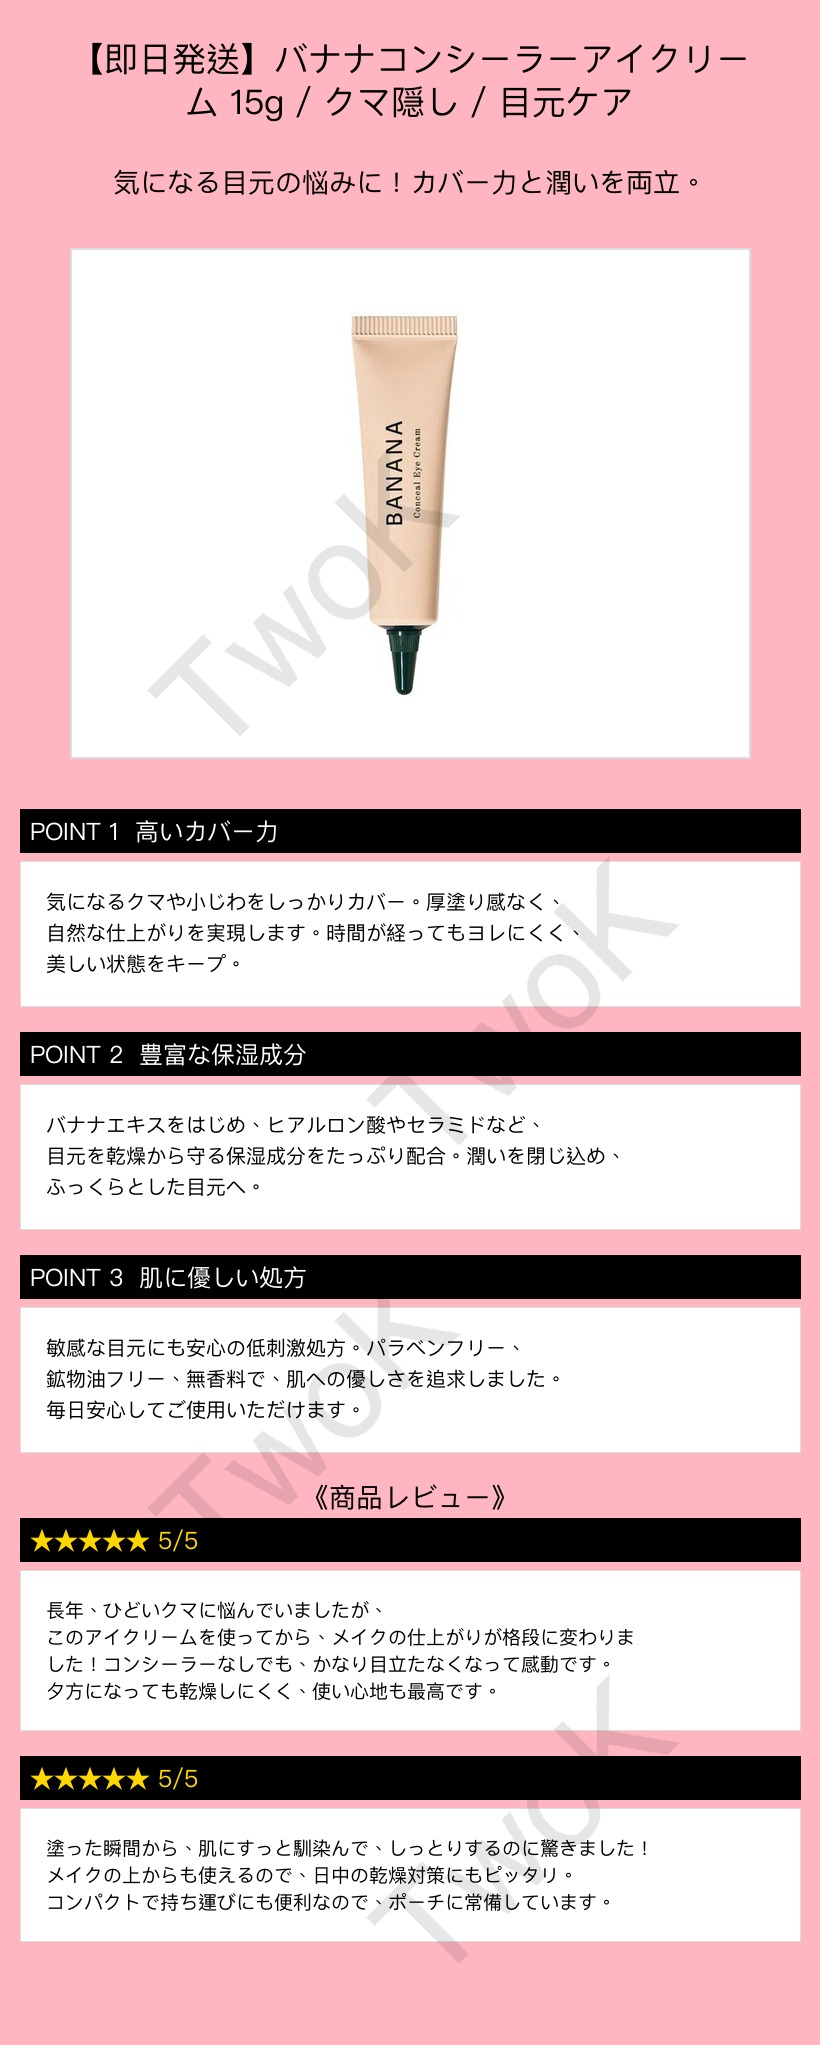 【即日発送】バナナコンシーラーアイクリー
ム 15g / クマ隠し / 目元ケア
気になる目元の悩みに！カバー力と潤いを両立。
BANANA
Conceal Eye Cream
TwoK
POINT 1 高いカバー力
気になるクマや小じわをしっかりカバー。厚塗り感なく、
自然な仕上がりを実現します。時間が経ってもヨレにくく、
美しい状態をキープ。
TwoK
POINT 2 豊富な保湿成分
バナナエキスをはじめ、ヒアルロン酸やセラミドなど、
目元を乾燥から守る保湿成分をたっぷり配合。潤いを閉じ込め、
ふっくらとした目元へ。
POINT 3 肌に優しい処方
敏感な目元にも安心の低刺激処方。パラベンフリー、
鉱物油フリー、無香料で、肌への優しさを追求しました。
毎日安心してご使用いただけます。
TwoK
《商品レビュー》
★★★★★ 5/5
長年、ひどいクマに悩んでいましたが、
このアイクリームを使ってから、メイクの仕上がりが格段に変わりま
した！コンシーラーなしでも、かなり目立たなくなって感動です。
夕方になっても乾燥しにくく、使い心地も最高です。
★★★★★ 5/5
塗った瞬間から、肌にすっと馴染んで、しっとりするのに驚きました！
メイクの上からも使えるので、日中の乾燥対策にもピッタリ。
コンパクトで持ち運びにも便利なので、ポーチに常備しています。
TwoK